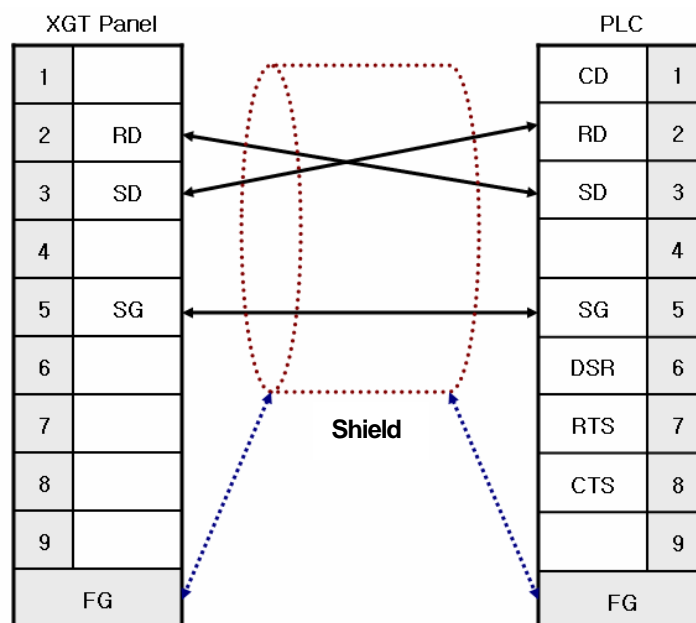 XGT Panel PLC
1 CD 1
2 RD RD 2
3 SD SD 3
4 4
5 SG SG 5
6 DSR 6
7 Shield RTS 7
8 CTS 8
9 9
FG FG